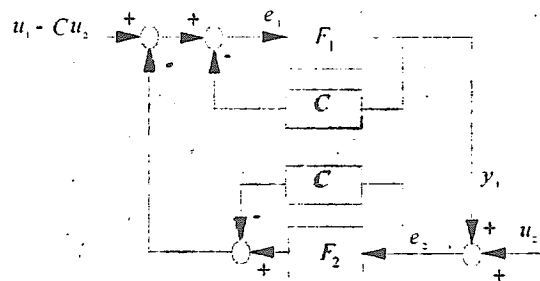 u₁ - Cu₂
+
+
e₁
F₁
-
-
C
C
y₁
-
+
e₂
u₂
+
F₂
+